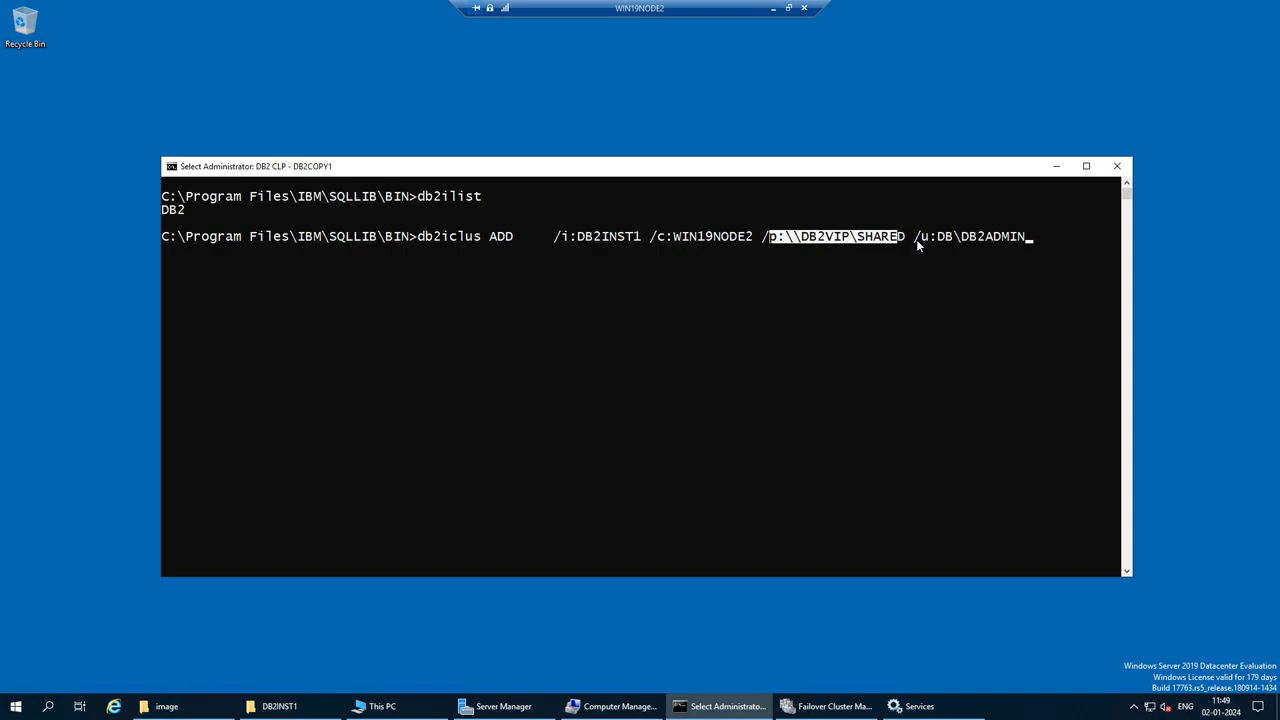 WIN19NODE2
Recycle Bin
Select Administrator: DB2 CLP - DB2COPY1
C:\Program Files\IBM\SQLLIB\BIN>db2ilist
DB2
C:\Program Files\IBM\SQLLIB\BIN>db2iclus ADD     /i:DB2INST1 /c:WIN19NODE2 /p:\\DB2VIP\SHARED /u:DB\DB2ADMIN_
Windows Server 2019 Datacenter Evaluation
Windows License valid for 179 days
Build 17763.rs5_release.180914-1434
image
DB2INST1
This PC
Server Manager
Computer Manage...
Select Administrato...
Failover Cluster Ma...
Services
ENG
11:49
02-01-2024